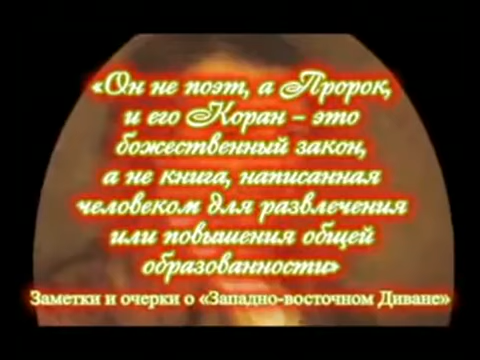 «Он не поэт, а Пророк,
и его Коран – это
божественный закон,
а не книга, написанная
человеком для развлечения
или повышения общей
образованности»
Заметки и очерки о «Западно-восточном Диване»